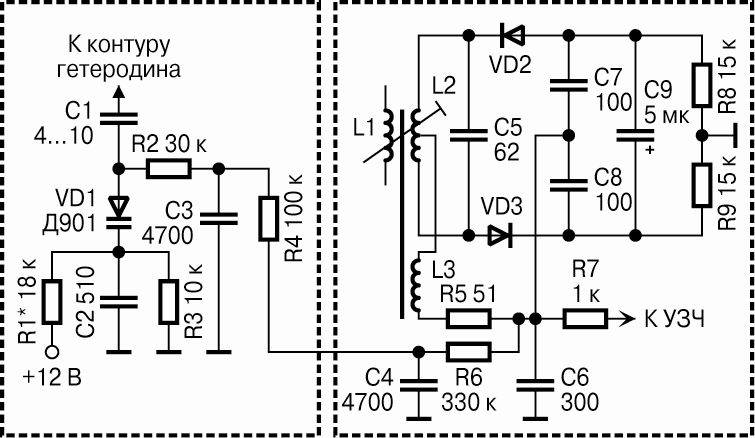 К контуру
гетеродина
C1
4...10
R2 30 к
VD1
Д901
C3
4700
R4 100 к
R1* 18 к
C2 510
R3 10 к
+12 В
L1
L2
L3
VD2
C5
62
C7
100
C9
5 мк
+
R8 15 к
C8
100
R9 15 к
VD3
R5 51
R7
1 к
К УЗЧ
C4
4700
R6
330 к
C6
300